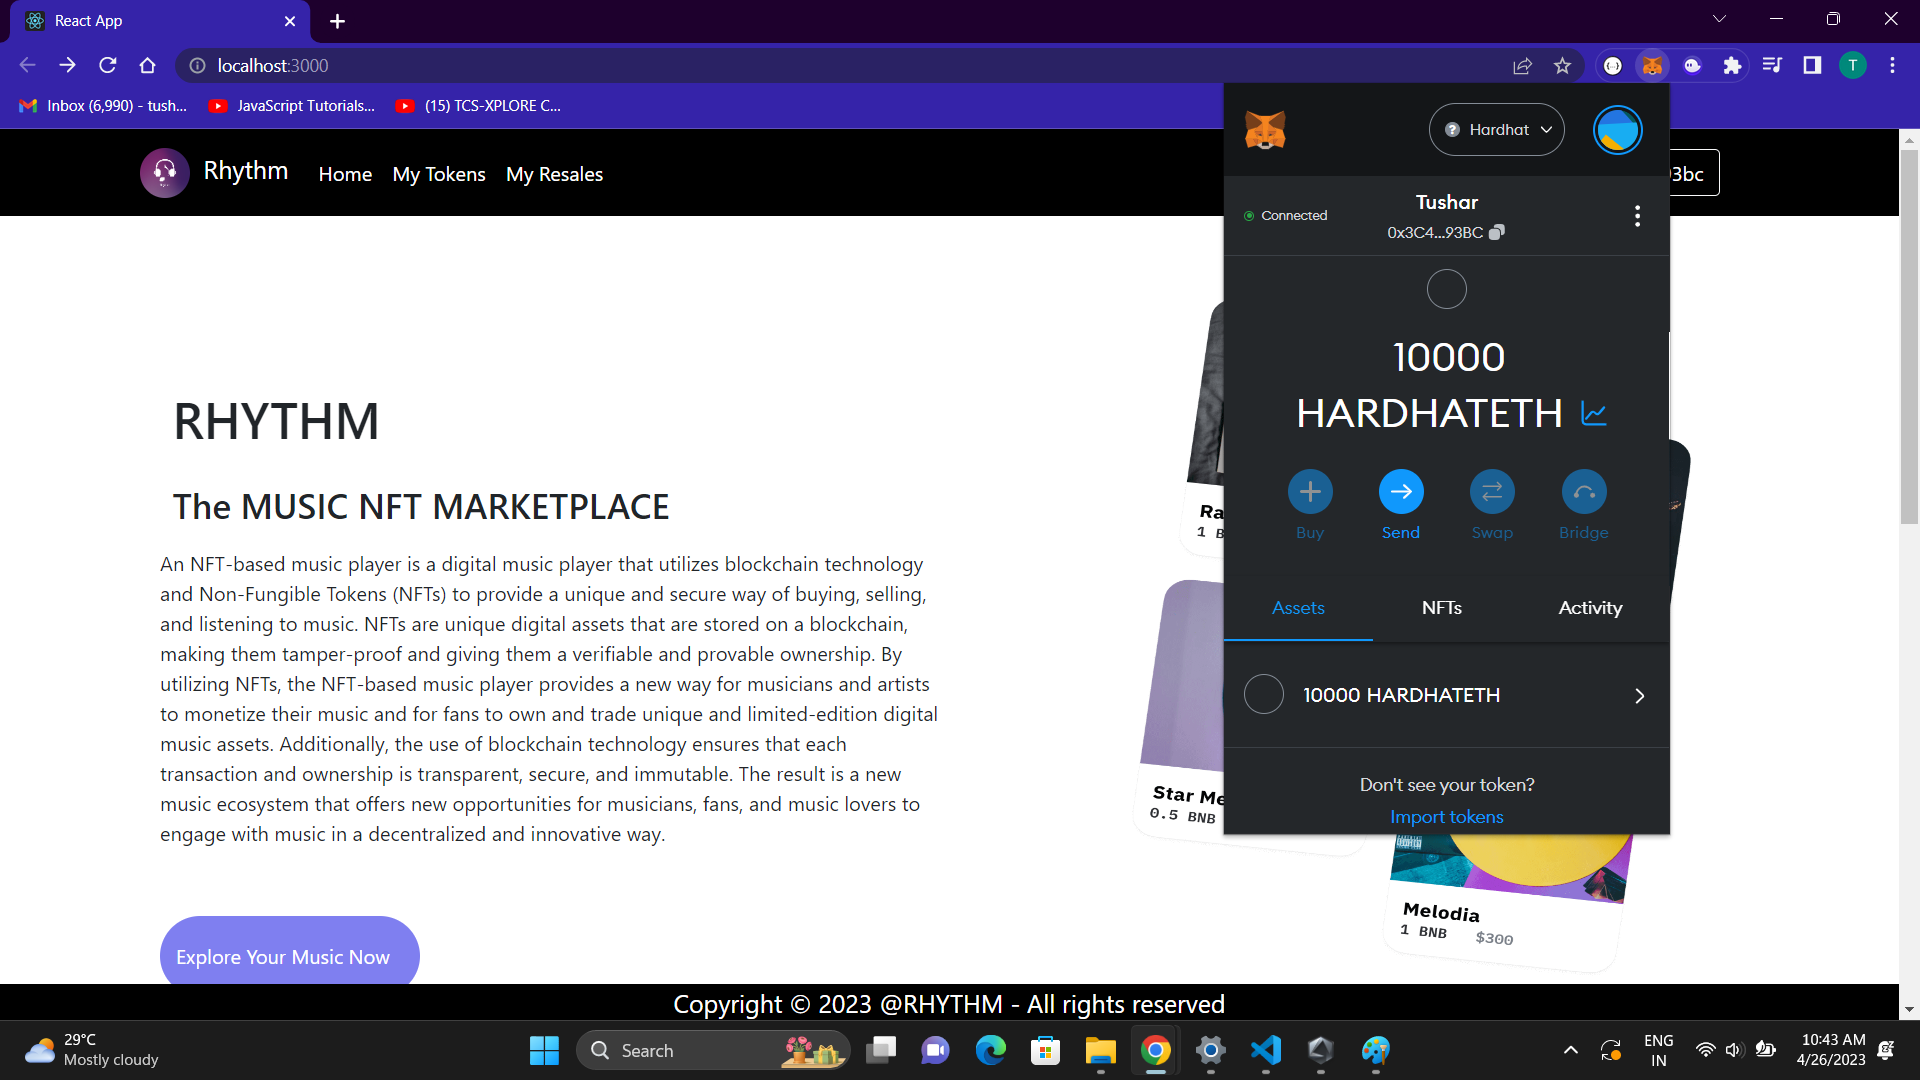 React App
localhost:3000
Inbox (6,990) - tush...
JavaScript Tutorials...
(15) TCS-XPLORE C...
T
Rhythm
Home
My Tokens
My Resales
93bc
Hardhat
Connected
Tushar
0x3C4...93BC
10000
HARDHATETH
Buy
Send
Swap
Bridge
Assets
NFTs
Activity
10000 HARDHATETH
Don't see your token?
Import tokens
RHYTHM
The MUSIC NFT MARKETPLACE
An NFT-based music player is a digital music player that utilizes blockchain technology
and Non-Fungible Tokens (NFTs) to provide a unique and secure way of buying, selling,
and listening to music. NFTs are unique digital assets that are stored on a blockchain,
making them tamper-proof and giving them a verifiable and provable ownership. By
utilizing NFTs, the NFT-based music player provides a new way for musicians and artists
to monetize their music and for fans to own and trade unique and limited-edition digital
music assets. Additionally, the use of blockchain technology ensures that each
transaction and ownership is transparent, secure, and immutable. The result is a new
music ecosystem that offers new opportunities for musicians, fans, and music lovers to
engage with music in a decentralized and innovative way.
Explore Your Music Now
Ra
1 B
Star Me
0.5 BNB
Melodia
1 BNB $300
Copyright © 2023 @RHYTHM - All rights reserved
29°C
Mostly cloudy
Search
ENG
IN
10:43 AM
4/26/2023